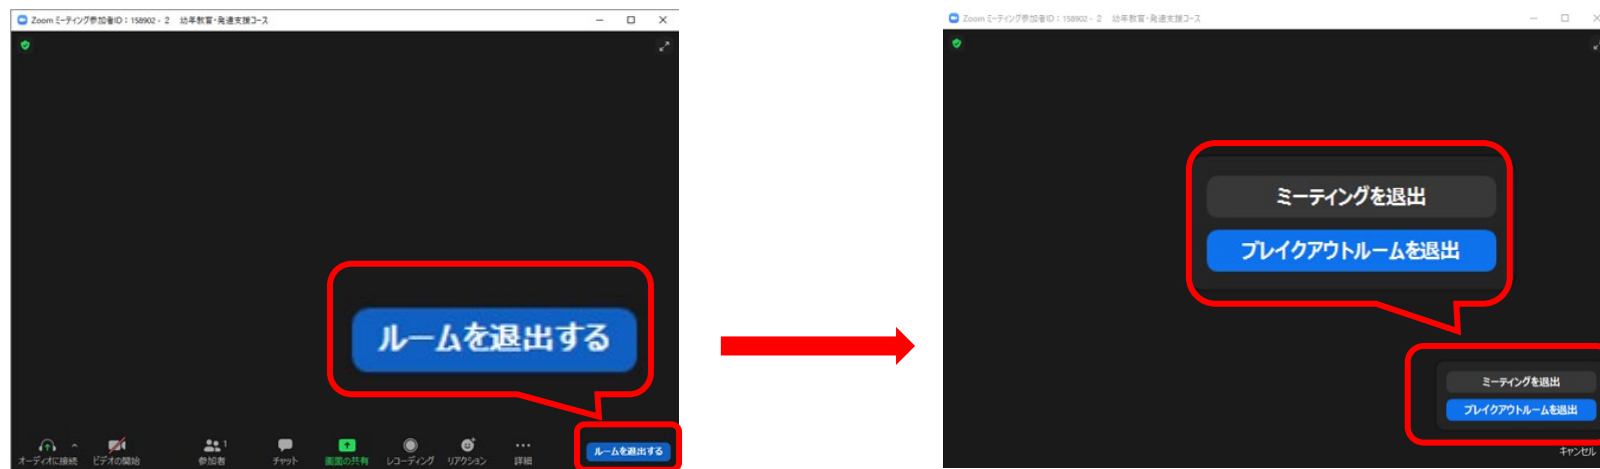 Zoom ミーティング参加者ID：158902 - 2　幼年教育・発達支援コース
ルームを退出する
1
オーディオに接続
ビデオの開始
参加者
チャット
画面の共有
レコーディング
リアクション
詳細
ルームを退出する
Zoom ミーティング参加者ID：158902 - 2　幼年教育・発達支援コース
ミーティングを退出
ブレイクアウトルームを退出
ミーティングを退出
ブレイクアウトルームを退出
キャンセル